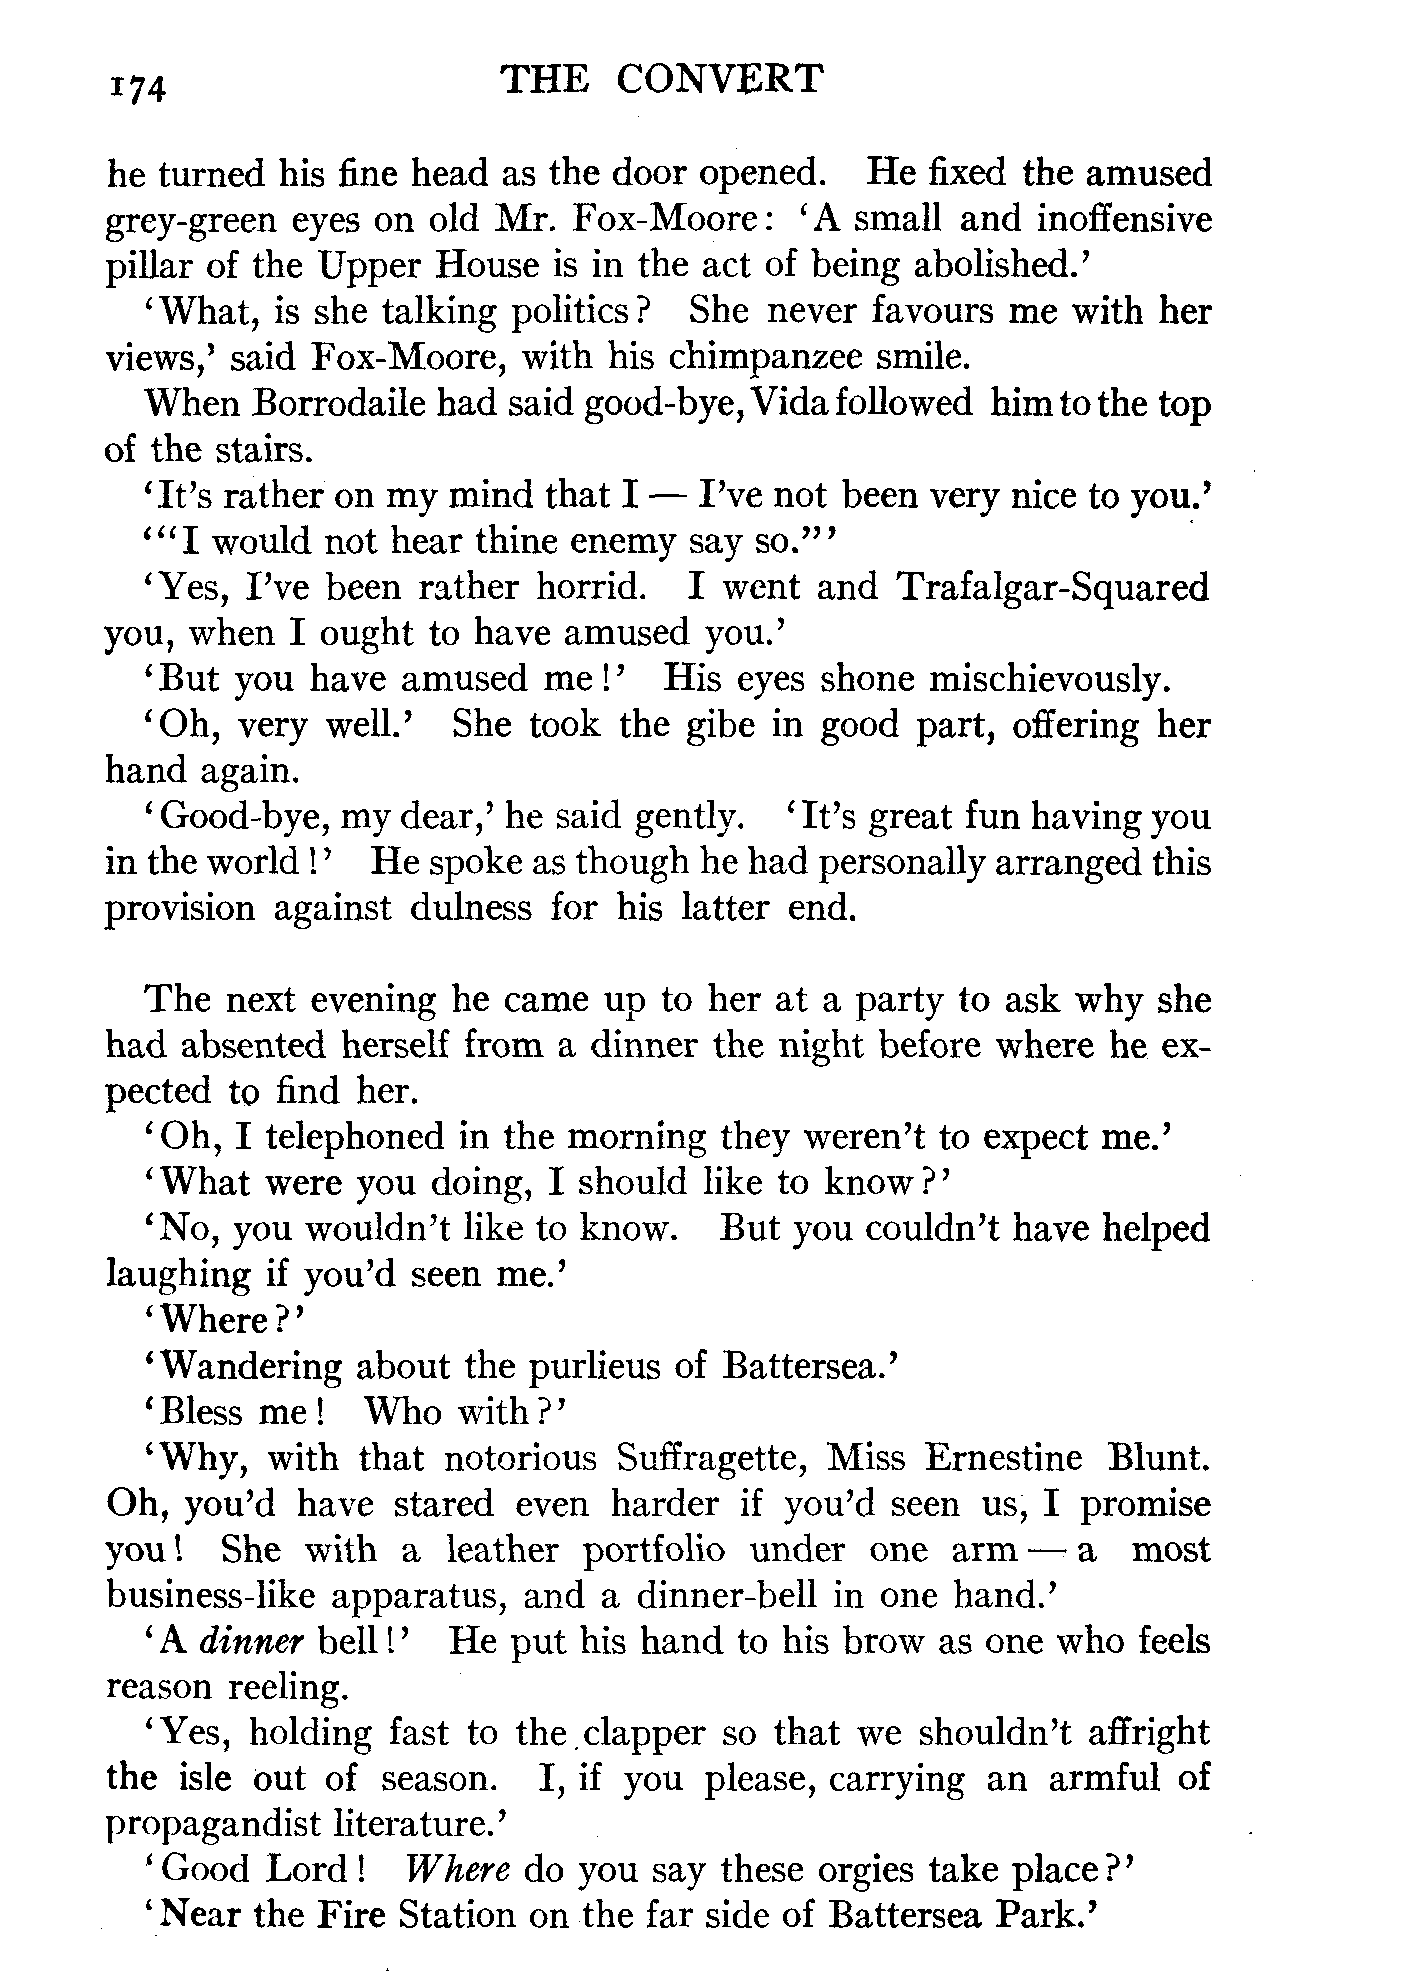 174 THE CONVERT
he turned his fine head as the door opened. He fixed the amused
grey-green eyes on old Mr. Fox-Moore: ‘A small and inoffensive
pillar of the Upper House is in the act of being abolished.’
‘What, is she talking politics? She never favours me with her
views,’ said Fox-Moore, with his chimpanzee smile.
When Borrodaile had said good-bye, Vida followed him to the top
of the stairs.
‘It’s rather on my mind that I — I’ve not been very nice to you.’
‘“I would not hear thine enemy say so.”’
‘Yes, I’ve been rather horrid. I went and Trafalgar-Squared
you, when I ought to have amused you.’
‘But you have amused me!’ His eyes shone mischievously.
‘Oh, very well.’ She took the gibe in good part, offering her
hand again.
‘Good-bye, my dear,’ he said gently. ‘It’s great fun having you
in the world!’ He spoke as though he had personally arranged this
provision against dulness for his latter end.
The next evening he came up to her at a party to ask why she
had absented herself from a dinner the night before where he ex-
pected to find her.
‘Oh, I telephoned in the morning they weren’t to expect me.’
‘What were you doing, I should like to know?’
‘No, you wouldn’t like to know. But you couldn’t have helped
laughing if you’d seen me.’
‘Where?’
‘Wandering about the purlieus of Battersea.’
‘Bless me! Who with?’
‘Why, with that notorious Suffragette, Miss Ernestine Blunt.
Oh, you’d have stared even harder if you’d seen us, I promise
you! She with a leather portfolio under one arm — a most
business-like apparatus, and a dinner-bell in one hand.’
‘A dinner bell!’ He put his hand to his brow as one who feels
reason reeling.
‘Yes, holding fast to the clapper so that we shouldn’t affright
the isle out of season. I, if you please, carrying an armful of
propagandist literature.’
‘Good Lord! Where do you say these orgies take place?’
‘Near the Fire Station on the far side of Battersea Park.’